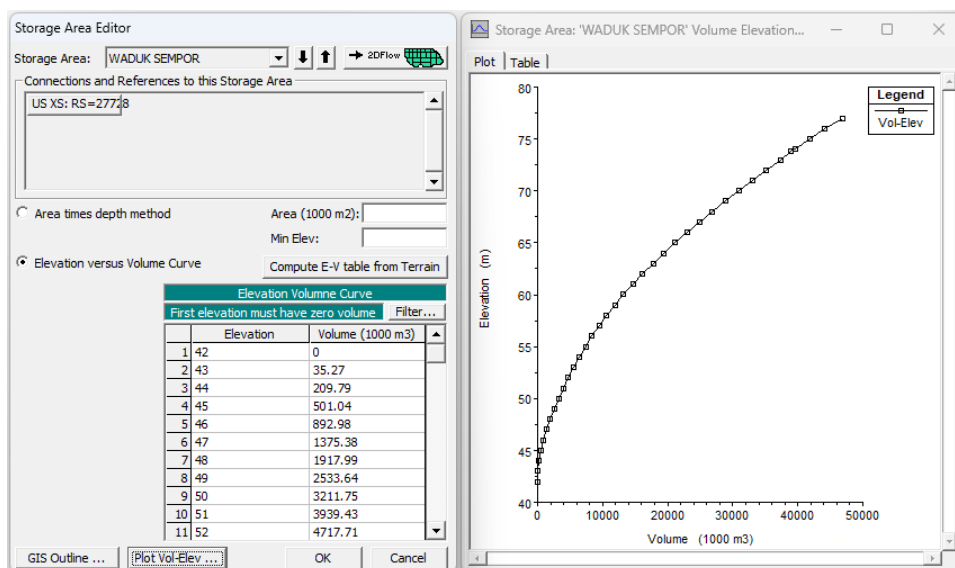 Storage Area Editor
Storage Area: WADUK SEMPOR
2DFlow
Connections and References to this Storage Area
US XS: RS=27728
Area times depth method
Area (1000 m2):
Min Elev:
Elevation versus Volume Curve
Compute E-V table from Terrain
Elevation Volumne Curve
First elevation must have zero volume
Filter...
Elevation Volume (1000 m3)
1 42 0
2 43 35.27
3 44 209.79
4 45 501.04
5 46 892.98
6 47 1375.38
7 48 1917.99
8 49 2533.64
9 50 3211.75
10 51 3939.43
11 52 4717.71
GIS Outline ... Plot Vol-Elev ... OK Cancel
Storage Area: 'WADUK SEMPOR' Volume Elevation...
Plot Table
Legend
Vol-Elev
80
75
70
65
60
55
50
45
40
Elevation (m)
0 10000 20000 30000 40000 50000
Volume (1000 m3)